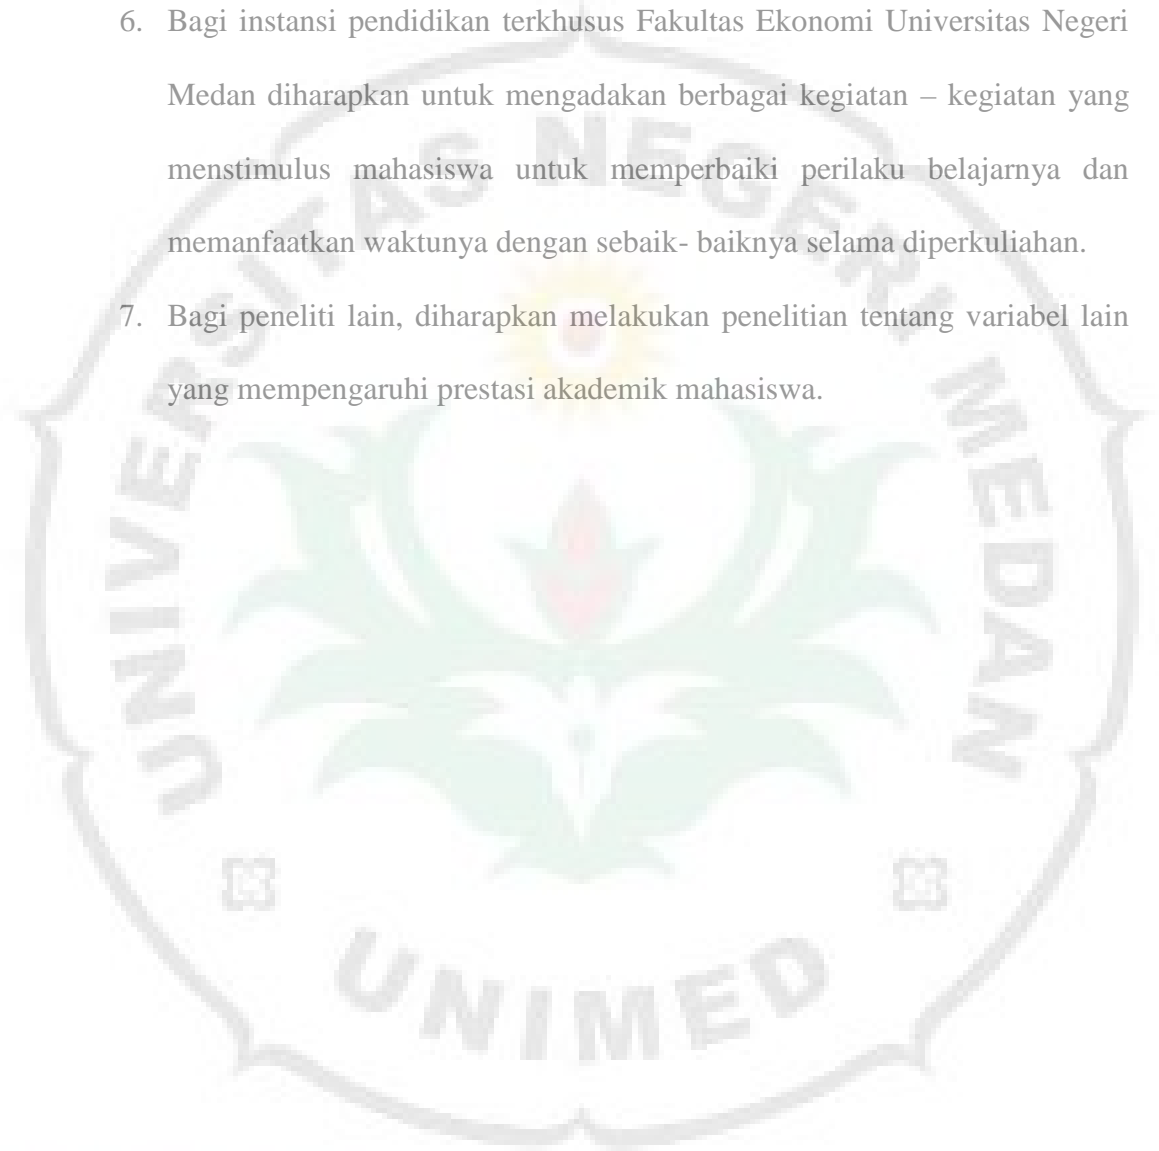 6. Bagi instansi pendidikan terkhusus Fakultas Ekonomi Universitas Negeri
Medan diharapkan untuk mengadakan berbagai kegiatan – kegiatan yang
menstimulus mahasiswa untuk memperbaiki perilaku belajarnya dan
memanfaatkan waktunya dengan sebaik- baiknya selama diperkuliahan.
7. Bagi peneliti lain, diharapkan melakukan penelitian tentang variabel lain
yang mempengaruhi prestasi akademik mahasiswa.
UNIVERSITAS NEGERI MEDAN
UNIMED